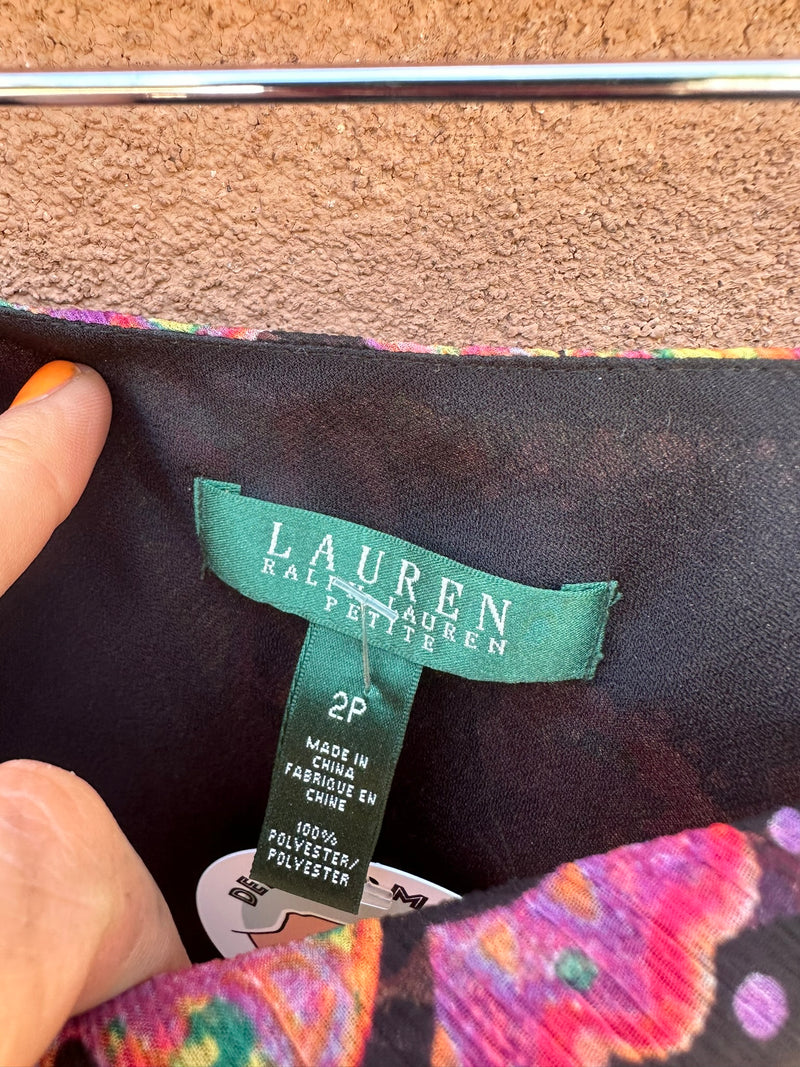 LAUREN
RALPH LAUREN
PETITE
2P
MADE IN
CHINA
FABRIQUE EN
CHINE
100%
POLYESTER/
POLYESTER